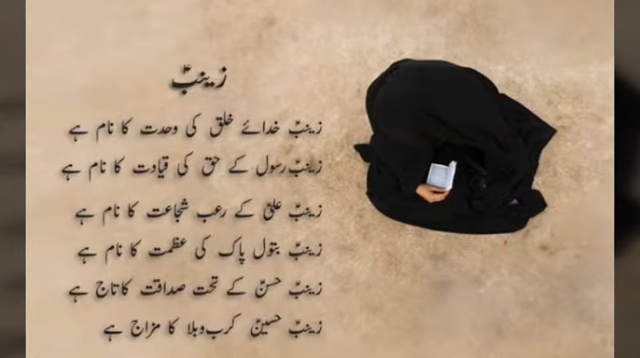 زینبؑ
زینبؑ خدائے خلق کی وحدت کا نام ہے
زینبؑ رسول کے حق کی قیادت کا نام ہے
زینبؑ علیؑ کے رعب شجاعت کا نام ہے
زینبؑ بتول پاک کی عظمت کا نام ہے
زینبؑ حسنؑ کے تحت صداقت کا تاج ہے
زینبؑ حسینؑ کرب وبلا کا مزاج ہے